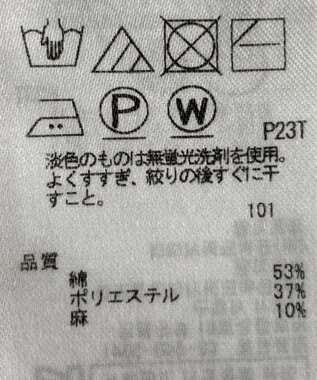 P W
P23T
淡色のものは無蛍光洗剤を使用。
よくすすぎ、絞りの後すぐに干
すこと。
101
品質
綿 53%
ポリエステル 37%
麻 10%